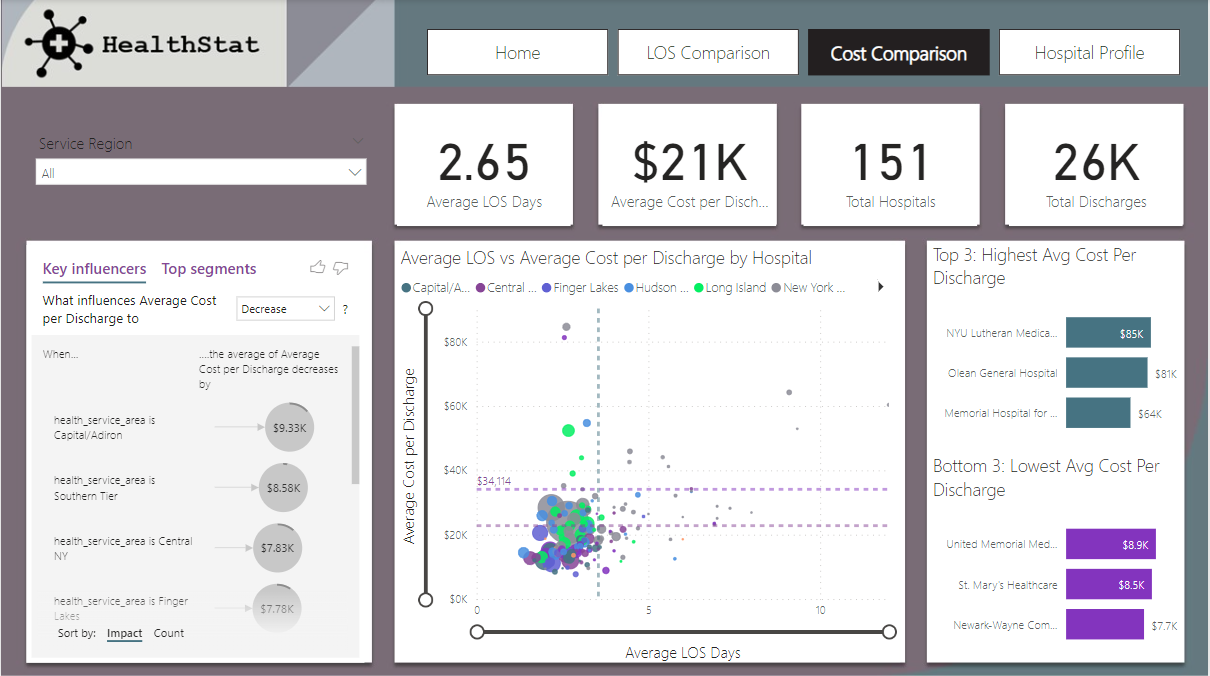 HealthStat
Home
LOS Comparison
Cost Comparison
Hospital Profile
Service Region
All
2.65
Average LOS Days
$21K
Average Cost per Disch...
151
Total Hospitals
26K
Total Discharges
Key influencers
Top segments
What influences Average Cost
per Discharge to
Decrease
?
When...
....the average of Average
Cost per Discharge decreases
by
health_service_area is
Capital/Adiron
$9.33K
health_service_area is
Southern Tier
$8.58K
health_service_area is Central
NY
$7.83K
health_service_area is Finger
Lakes
$7.78K
Sort by:
Impact
Count
Average LOS vs Average Cost per Discharge by Hospital
Capital/A...
Central ...
Finger Lakes
Hudson ...
Long Island
New York ...
Average Cost per Discharge
$80K
$60K
$40K
$20K
$0K
$34,114
0
5
10
Average LOS Days
Top 3: Highest Avg Cost Per
Discharge
NYU Lutheran Medica...
$85K
Olean General Hospital
$81K
Memorial Hospital for ...
$64K
Bottom 3: Lowest Avg Cost Per
Discharge
United Memorial Med...
$8.9K
St. Mary's Healthcare
$8.5K
Newark-Wayne Com...
$7.7K